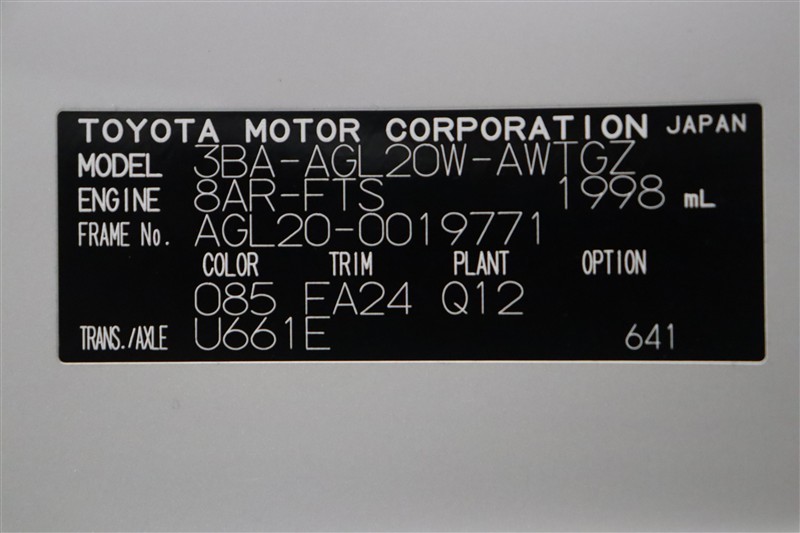 TOYOTA MOTOR CORPORATION JAPAN
MODEL 3BA-AGL20W-AWTGZ
ENGINE 8AR-FTS 1998 mL
FRAME No. AGL20-0019771
COLOR TRIM PLANT OPTION
085 EA24 Q12
TRANS./AXLE U661E 641